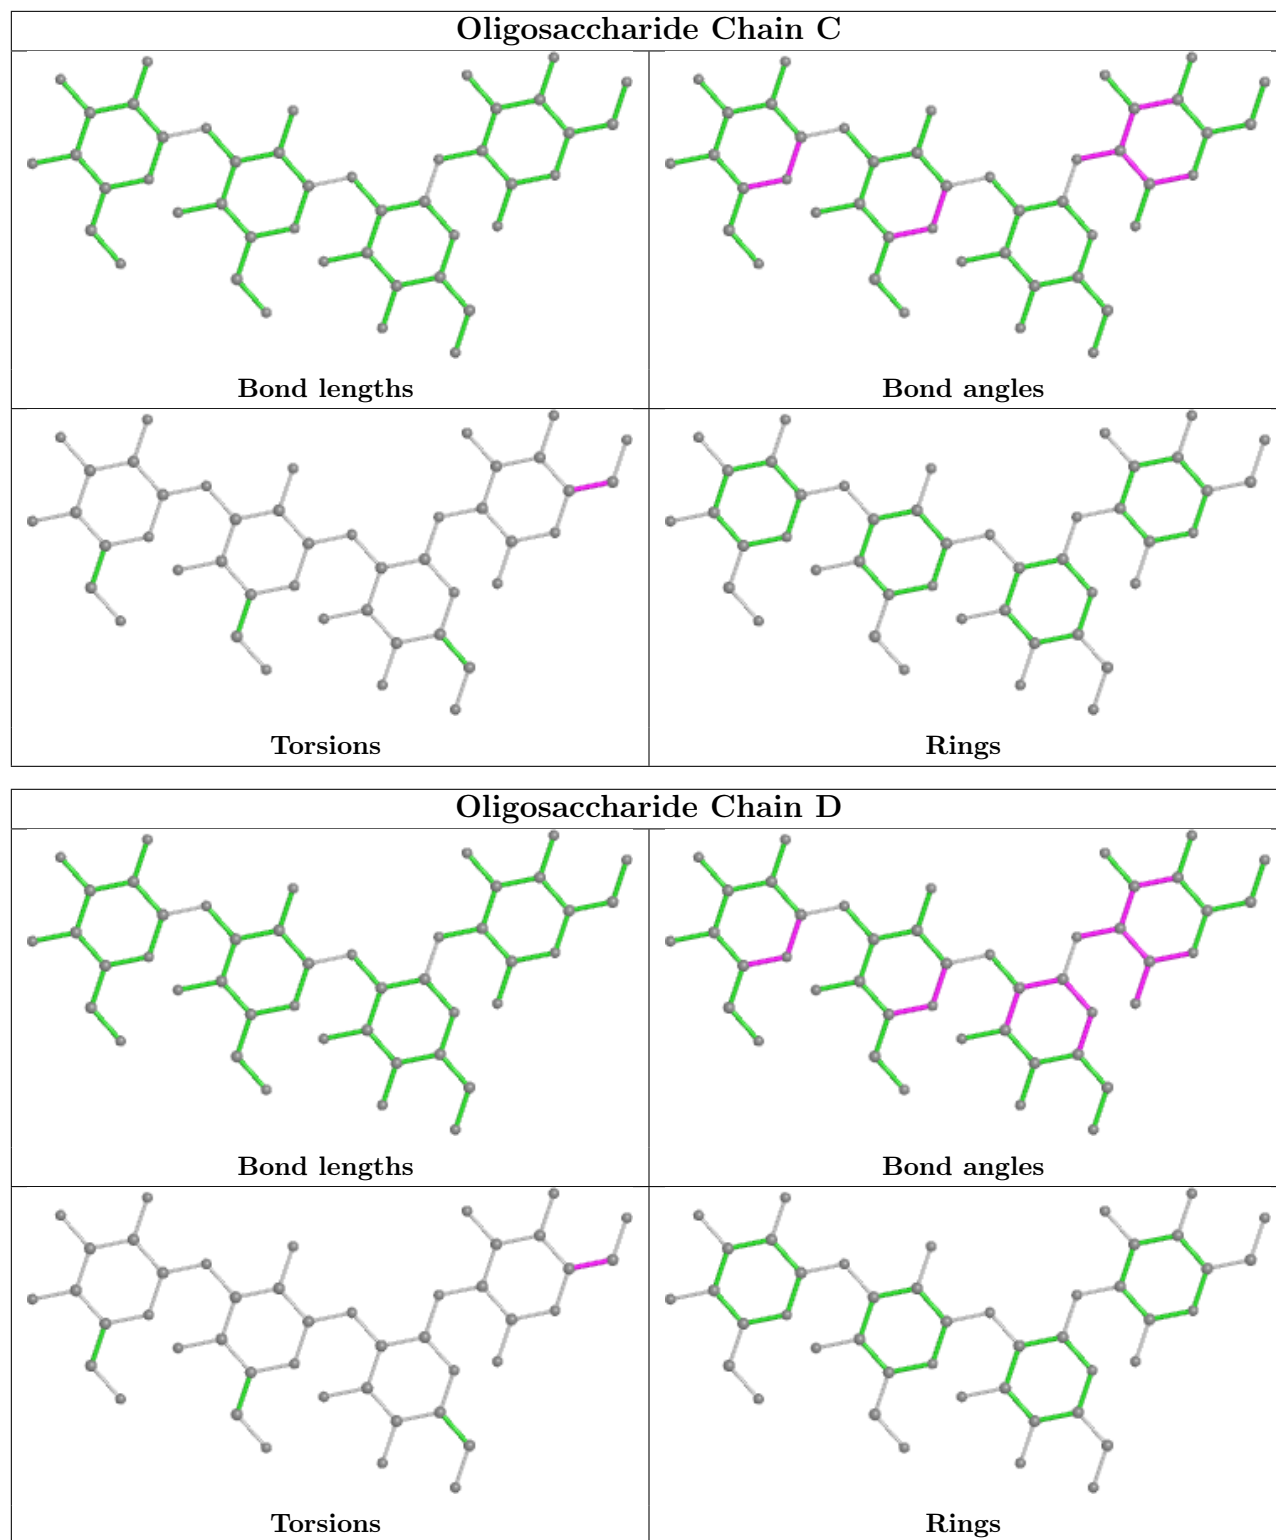 Oligosaccharide Chain C
Bond lengths
Bond angles
Torsions
Rings
Oligosaccharide Chain D
Bond lengths
Bond angles
Torsions
Rings